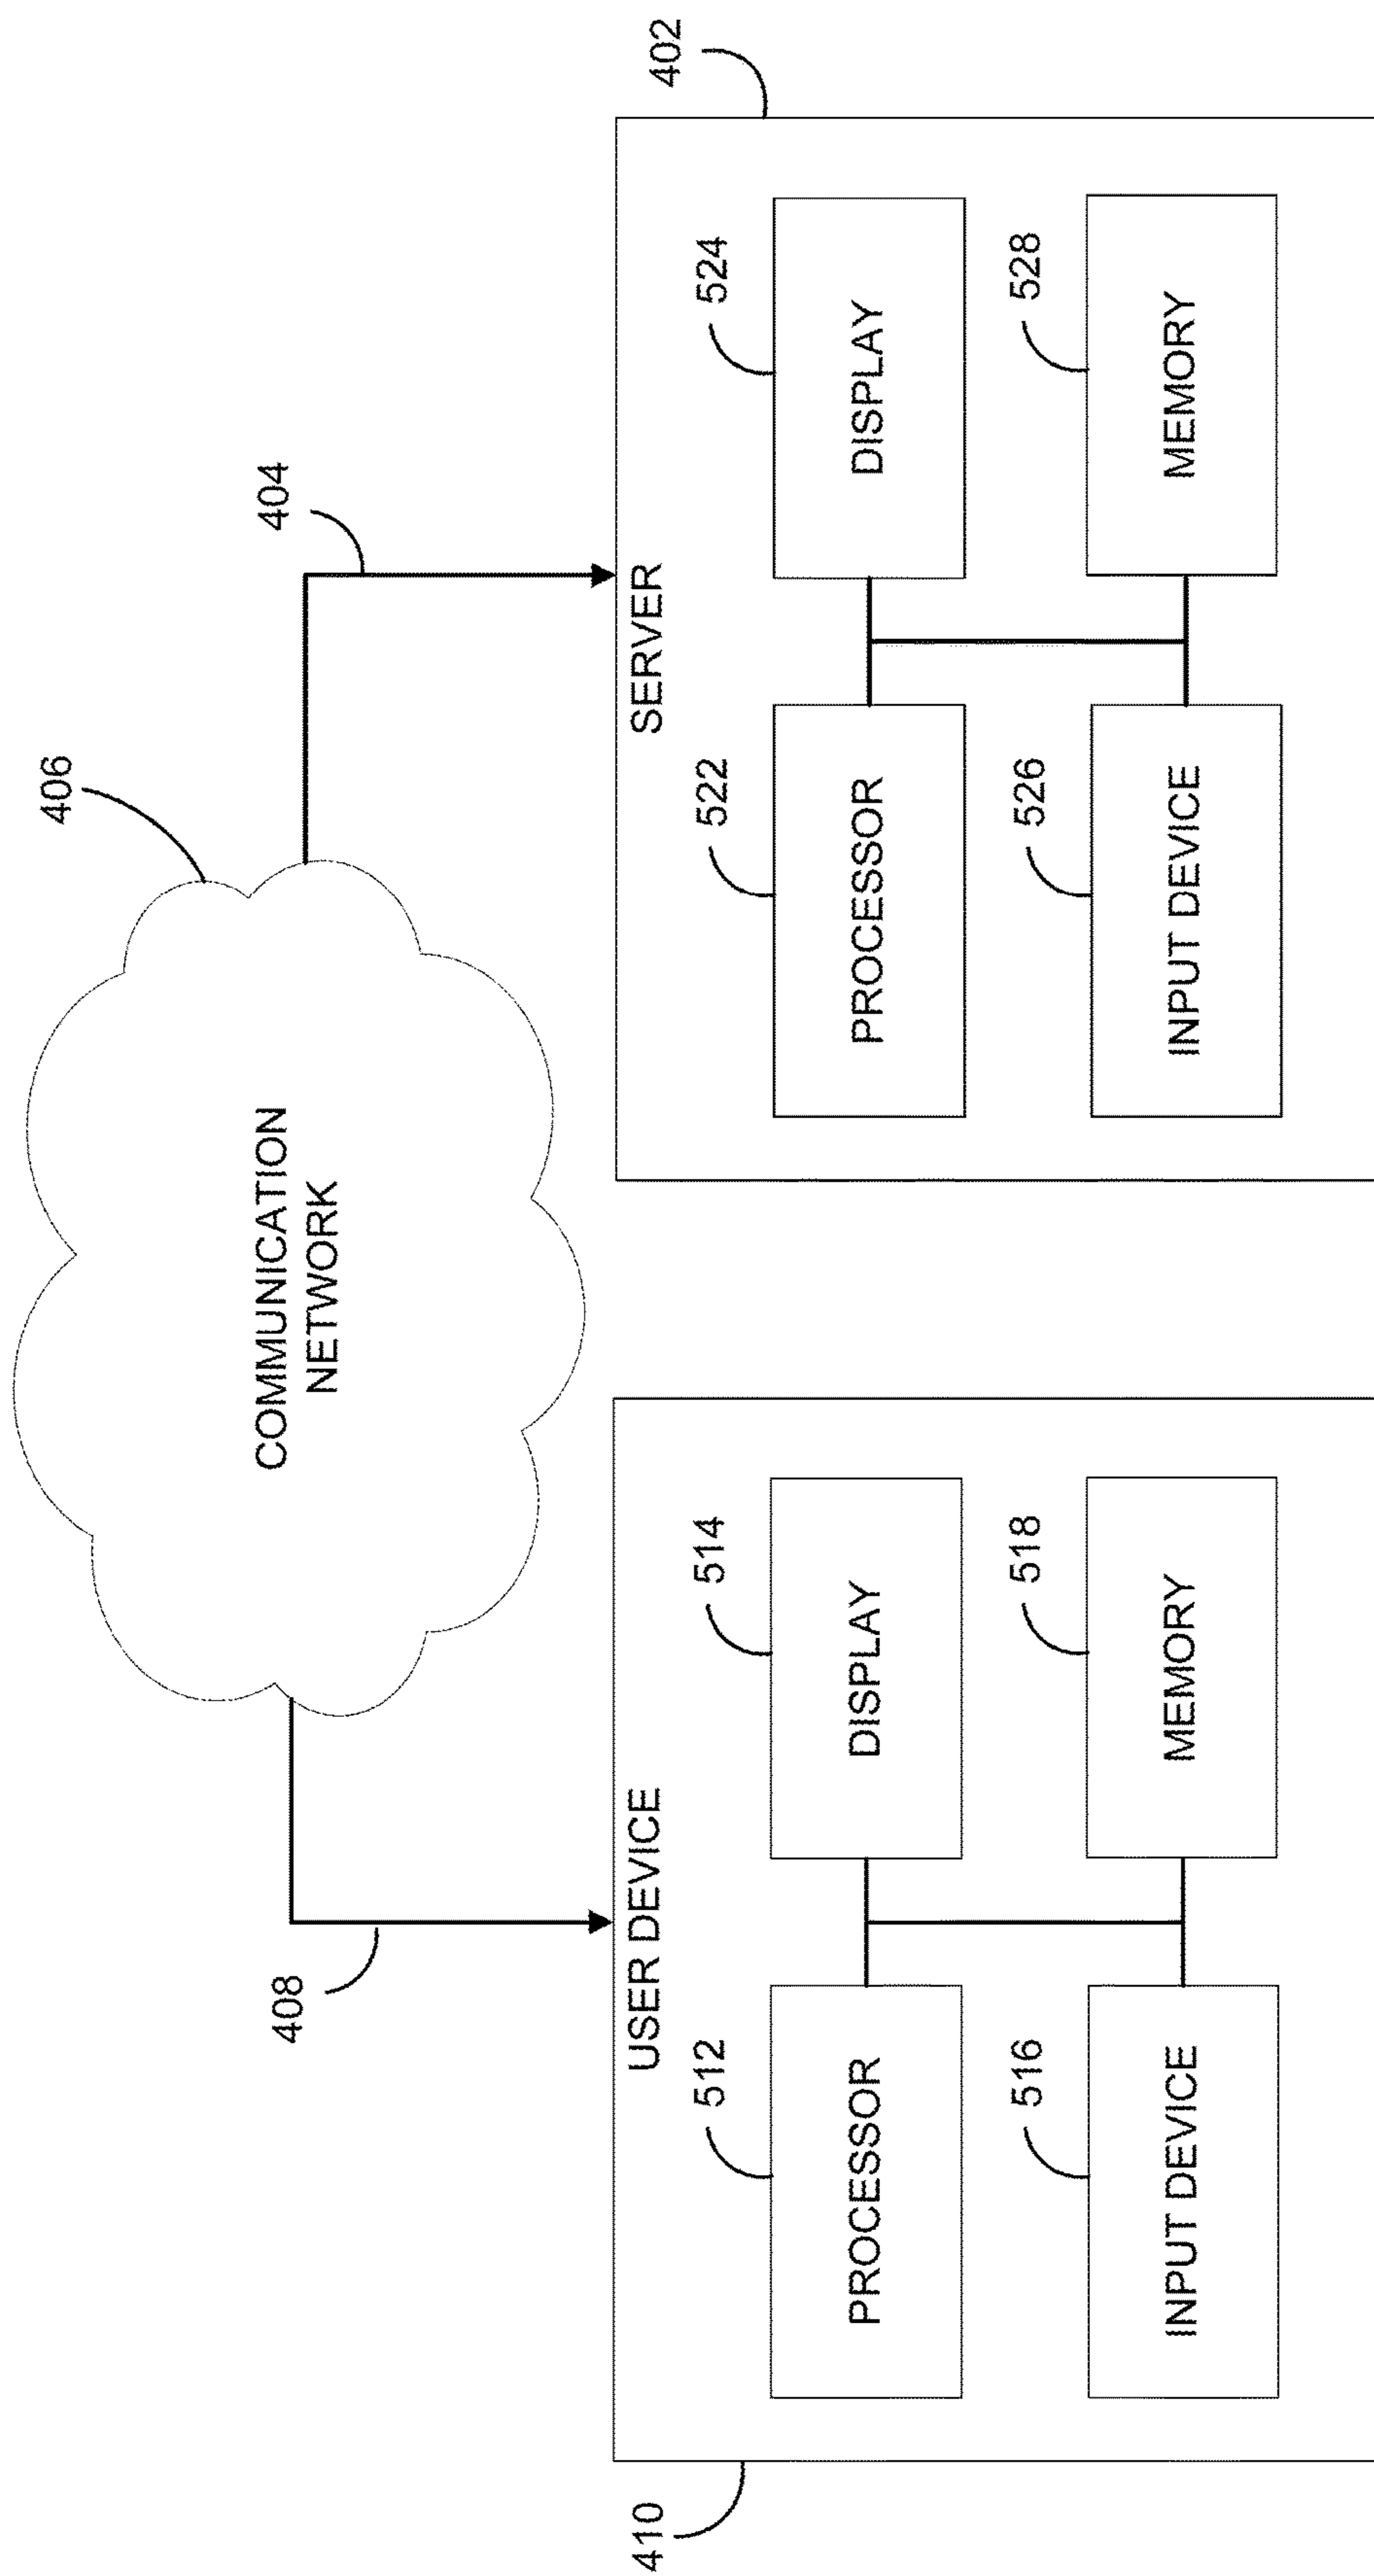 406
COMMUNICATION
NETWORK
408
404
410
USER DEVICE
512
PROCESSOR
514
DISPLAY
516
INPUT DEVICE
518
MEMORY
402
SERVER
522
PROCESSOR
524
DISPLAY
526
INPUT DEVICE
528
MEMORY